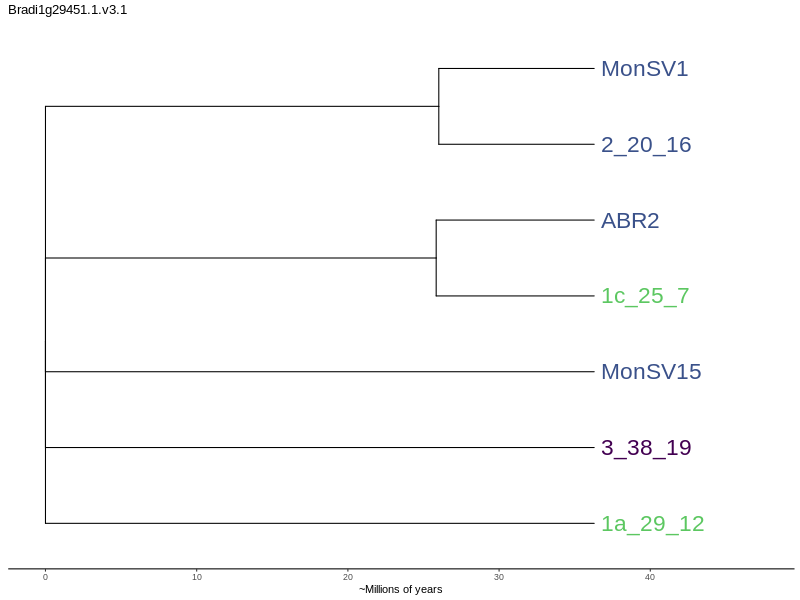 Bradi1g29451.1.v3.1
MonSV1
2_20_16
ABR2
1c_25_7
MonSV15
3_38_19
1a_29_12
0 10 20 30 40
~Millions of years